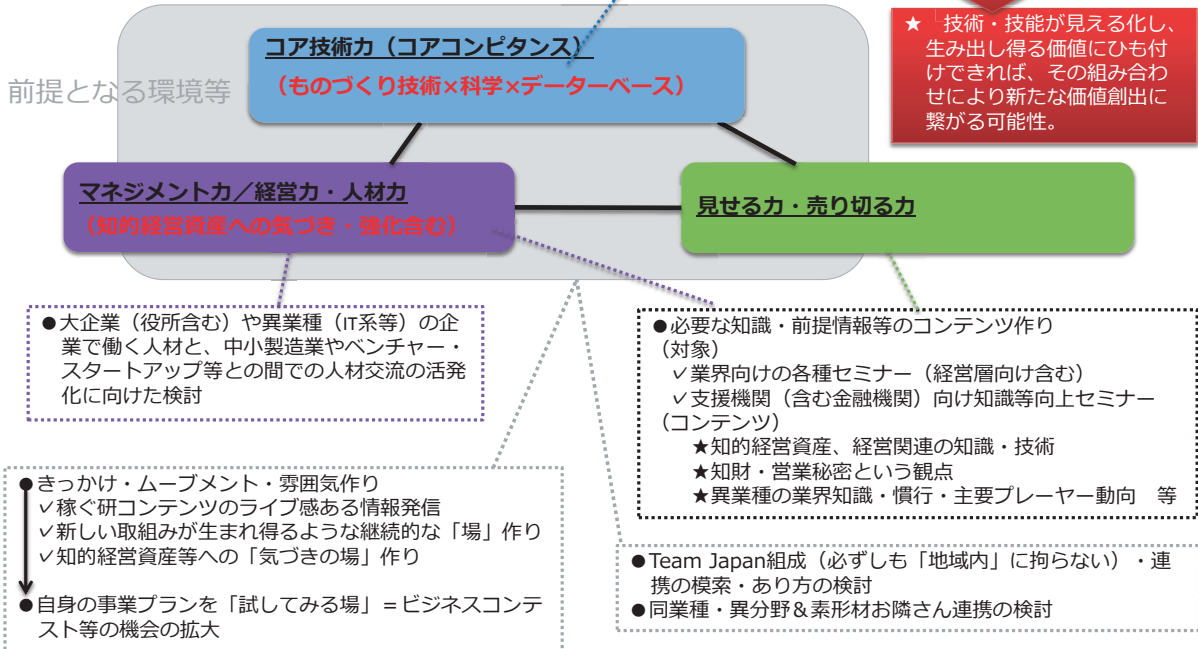 ★「技術・技能が見える化し、
生み出し得る価値にひも付
けできれば、その組み合わ
せにより新たな価値創出に
繋がる可能性。
前提となる環境等
コア技術力（コアコンピタンス）
（ものづくり技術×科学×データーベース）
マネジメント力／経営力・人材力
（知的経営資産への気づき・強化含む）
見せる力・売り切る力
●大企業（役所含む）や異業種（IT系等）の企
業で働く人材と、中小製造業やベンチャー・
スタートアップ等との間での人材交流の活発
化に向けた検討
●必要な知識・前提情報等のコンテンツ作り
（対象）
✓業界向けの各種セミナー（経営層向け含む）
✓支援機関（含む金融機関）向け知識等向上セミナー
（コンテンツ）
★知的経営資産、経営関連の知識・技術
★知財・営業秘密という観点
★異業種の業界知識・慣行・主要プレーヤー動向　等
●きっかけ・ムーブメント・雰囲気作り
✓稼ぐ研コンテンツのライブ感ある情報発信
✓新しい取組みが生まれ得るような継続的な「場」作り
✓知的経営資産等への「気づきの場」作り
●自身の事業プランを「試してみる場」＝ビジネスコンテ
スト等の機会の拡大
●Team Japan組成（必ずしも「地域内」に拘らない）・連
携の模索・あり方の検討
●同業種・異分野＆素形材お隣さん連携の検討